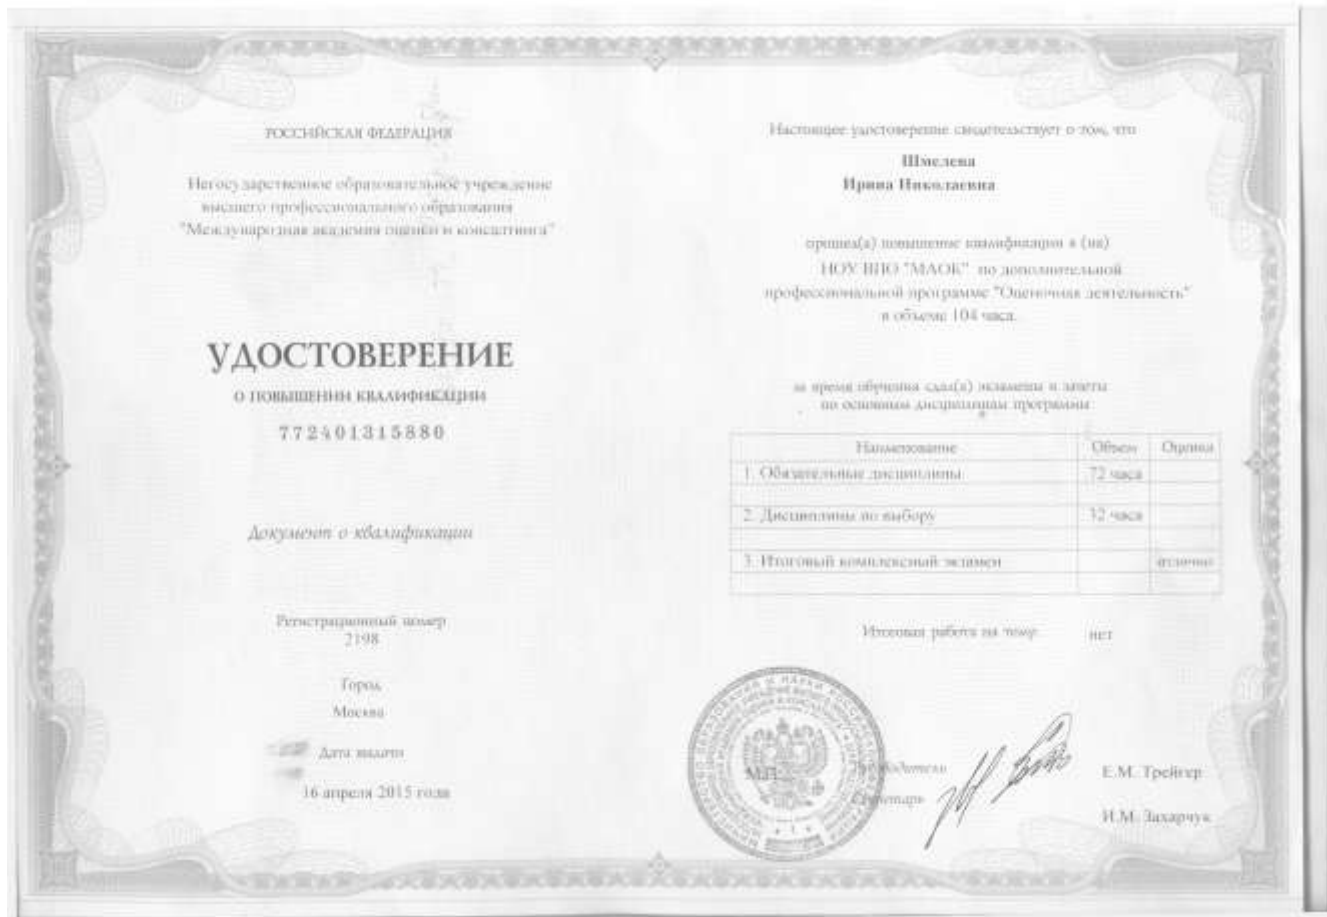 РОССИЙСКАЯ ФЕДЕРАЦИЯ
Негосударственное образовательное учреждение
высшего профессионального образования
"Международная академия оценки и консалтинга"
УДОСТОВЕРЕНИЕ
О ПОВЫШЕНИИ КВАЛИФИКАЦИИ
772401315880
Документ о квалификации
Регистрационный номер
2198
Город
Москва
Дата выдачи
16 апреля 2015 года
Настоящее удостоверение свидетельствует о том, что
Шмелева
Ирина Николаевна
прошел(а) повышение квалификации в (на)
НОУ ВПО "МАОК" по дополнительной
профессиональной программе "Оценочная деятельность"
в объеме 104 часа.
за время обучения сдал(а) экзамены и зачеты
по основным дисциплинам программы
Наименование Объем Оценка
1. Обязательные дисциплины 72 часа
2. Дисциплины по выбору 32 часа
3. Итоговый комплексный экзамен отлично
Итоговая работа на тему: нет
М.П.
Руководитель Е.М. Трейгер
Секретарь И.М. Захарчук